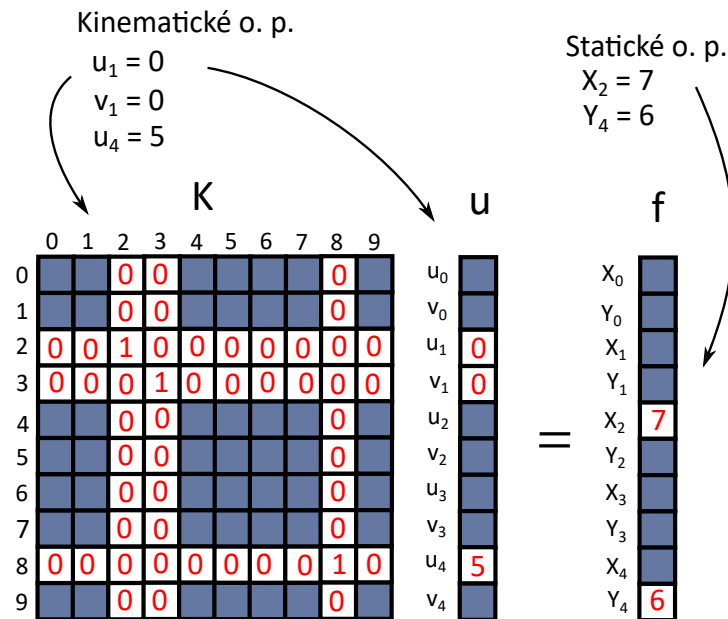 Kinematické o. p.
u₁ = 0
v₁ = 0
u₄ = 5
Statické o. p.
X₂ = 7
Y₄ = 6
K
u
f
0 1 2 3 4 5 6 7 8 9
0 0 0 0
1 0 0 0
2 0 0 1 0 0 0 0 0 0 0
3 0 0 0 1 0 0 0 0 0 0
4 0 0 0
5 0 0 0
6 0 0 0
7 0 0 0
8 0 0 0 0 0 0 0 0 1 0
9 0 0 0
u₀
v₀
u₁ 0
v₁ 0
u₂
v₂
u₃
v₃
u₄ 5
v₄
=
X₀
Y₀
X₁
Y₁
X₂ 7
Y₂
X₃
Y₃
X₄
Y₄ 6